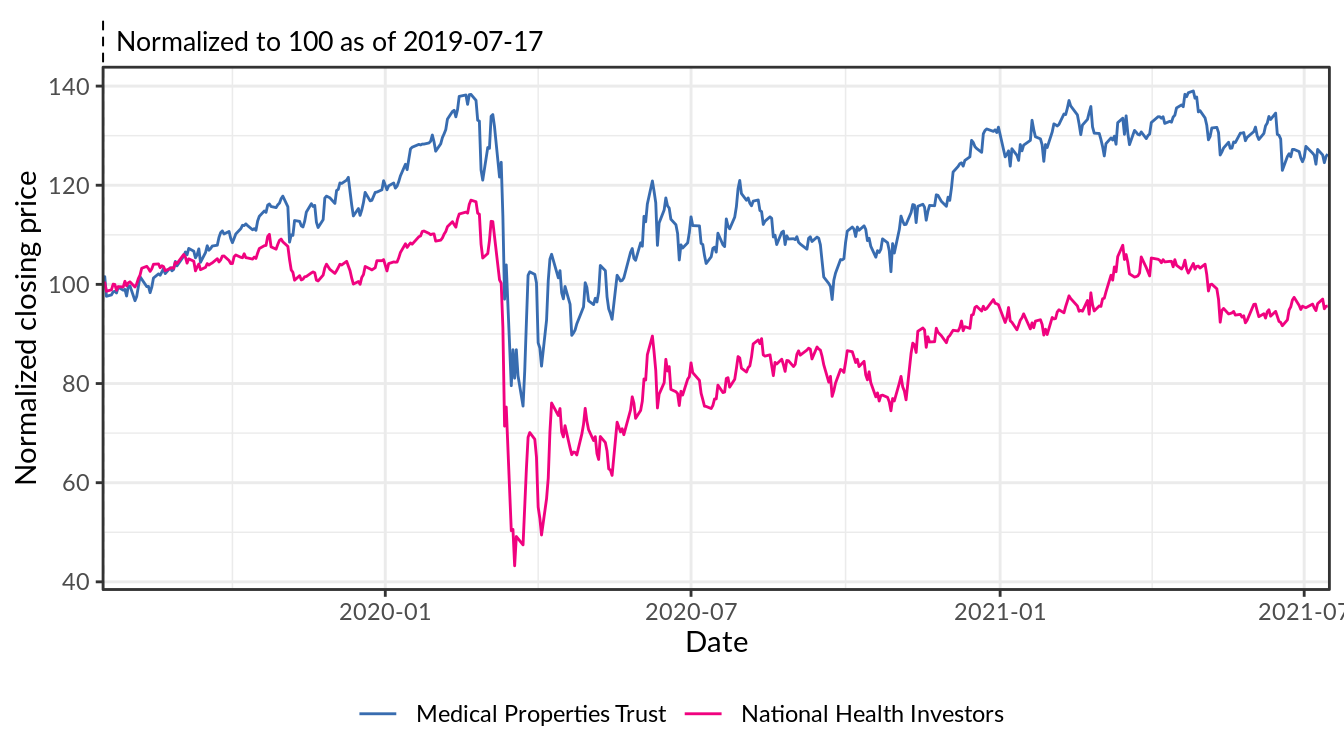 Normalized to 100 as of 2019-07-17
140
120
100
80
60
40
Normalized closing price
2020-01
2020-07
2021-01
2021-07
Date
Medical Properties Trust
National Health Investors